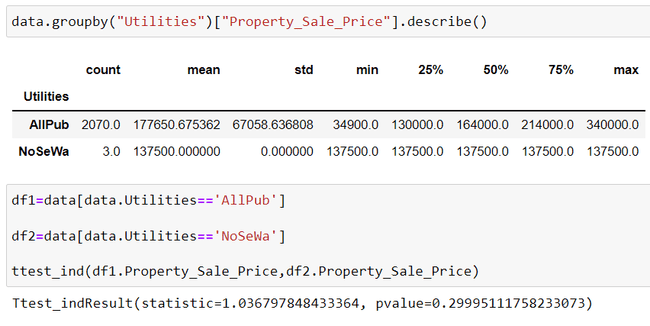 data.groupby("Utilities")["Property_Sale_Price"].describe()
count mean std min 25% 50% 75% max
Utilities
AllPub 2070.0 177650.675362 67058.636808 34900.0 130000.0 164000.0 214000.0 340000.0
NoSeWa 3.0 137500.000000 0.000000 137500.0 137500.0 137500.0 137500.0 137500.0
df1=data[data.Utilities=='AllPub']
df2=data[data.Utilities=='NoSeWa']
ttest_ind(df1.Property_Sale_Price,df2.Property_Sale_Price)
Ttest_indResult(statistic=1.036797848433364, pvalue=0.29995111758233073)